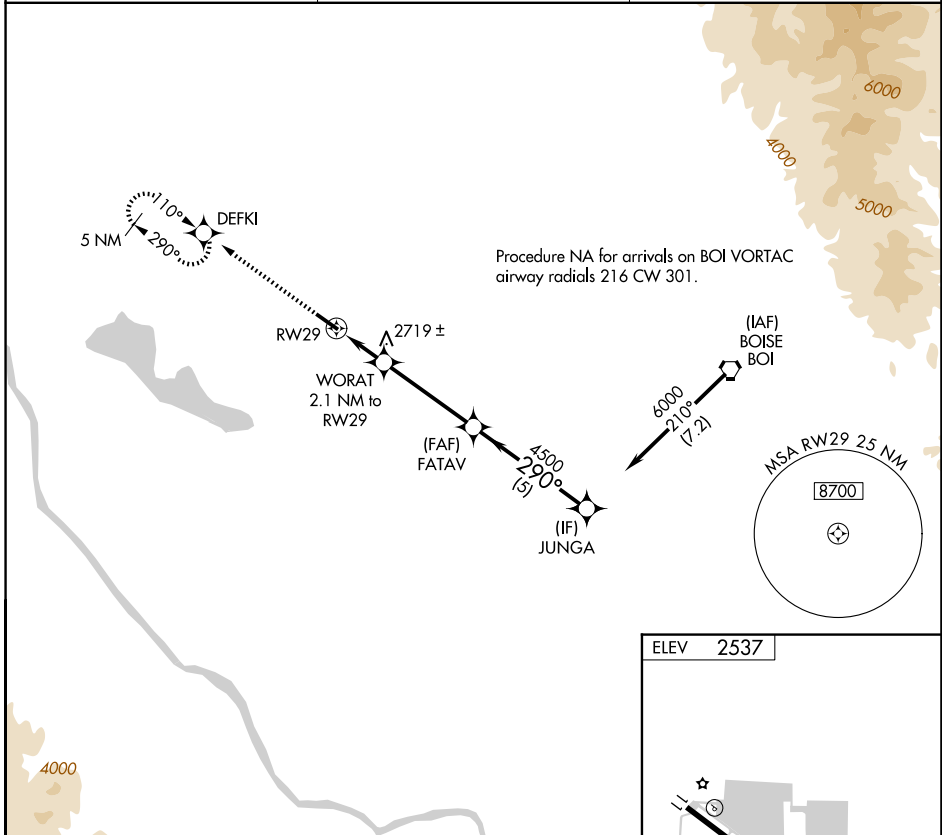 6000
4000
5000
110°
DEFKI
5 NM
290°
Procedure NA for arrivals on BOI VORTAC
airway radials 216 CW 301.
RW29
2719 ±
(IAF)
BOISE
BOI
WORAT
2.1 NM to
RW29
6000
210°
(7.2)
(FAF)
FATAV
4500
290°
(5)
MSA RW29 25 NM
8700
(IF)
JUNGA
ELEV 2537
4000
11